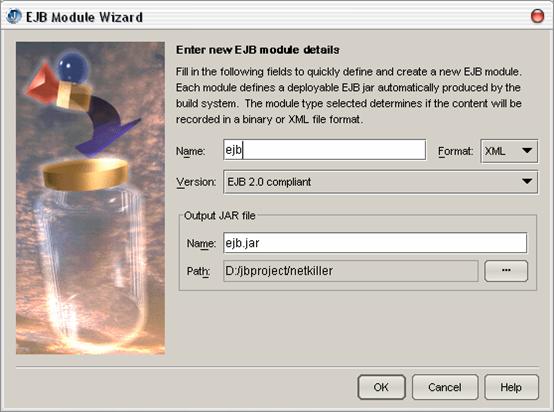 EJB Module Wizard
Enter new EJB module details
Fill in the following fields to quickly define and create a new EJB module.
Each module defines a deployable EJB jar automatically produced by the
build system. The module type selected determines if the content will be
recorded in a binary or XML file format.
Name: ejb Format: XML
Version: EJB 2.0 compliant
Output JAR file
Name: ejb.jar
Path: D:/jbproject/netkiller ...
OK Cancel Help